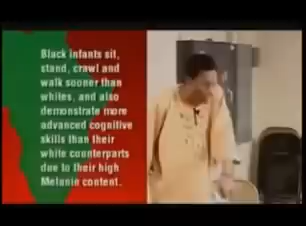 Black infants sit,
stand, crawl and
walk sooner than
whites, and also
demonstrate more
advanced cognitive
skills than their
white counterparts
due to their high
Melanin content.